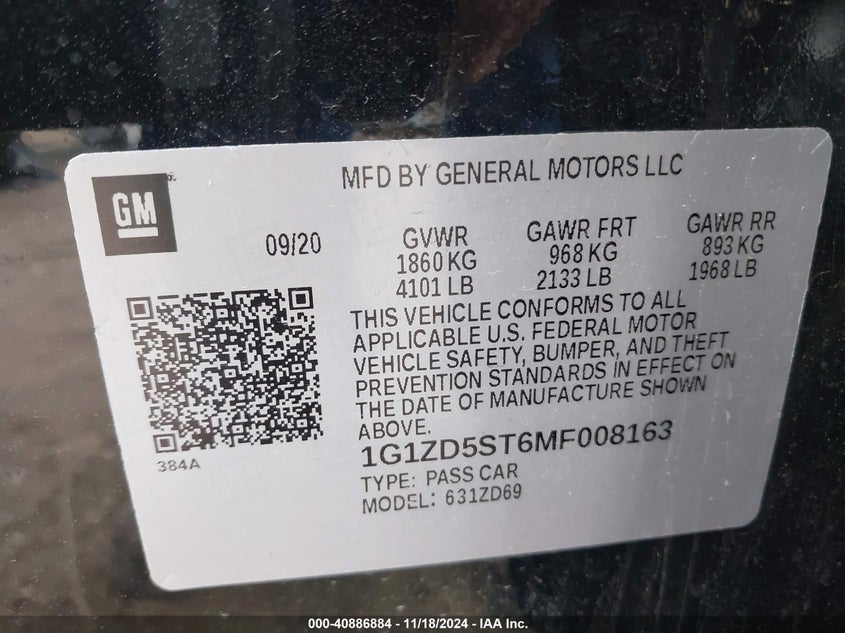 GM
MFD BY GENERAL MOTORS LLC
09/20
GVWR
1860 KG
4101 LB
GAWR FRT
968 KG
2133 LB
GAWR RR
893 KG
1968 LB
THIS VEHICLE CONFORMS TO ALL
APPLICABLE U.S. FEDERAL MOTOR
VEHICLE SAFETY, BUMPER, AND THEFT
PREVENTION STANDARDS IN EFFECT ON
THE DATE OF MANUFACTURE SHOWN
ABOVE.
384A
1G1ZD5ST6MF008163
TYPE: PASS CAR
MODEL: 631ZD69
000-40886884 - 11/18/2024 - IAA Inc.